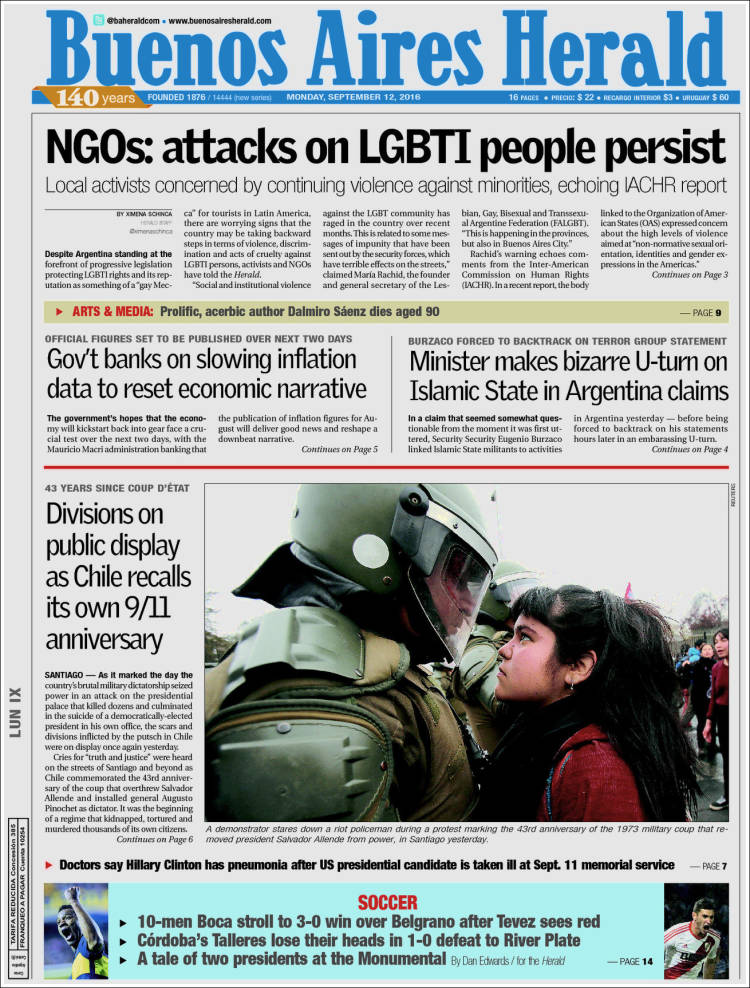 @baheraldcom • www.buenosairesherald.com
Buenos Aires Herald
140 years
FOUNDED 1876 / 14444 (new series)
MONDAY, SEPTEMBER 12, 2016
16 PAGES • PRECIO: $ 22 • RECARGO INTERIOR $3 • URUGUAY $ 60
NGOs: attacks on LGBTI people persist
Local activists concerned by continuing violence against minorities, echoing IACHR report
BY XIMENA SCHINCA
HERALD STAFF
@ximenaschinca
Despite Argentina standing at the
forefront of progressive legislation
protecting LGBTI rights and its rep-
utation as something of a “gay Mec-
ca” for tourists in Latin America,
there are worrying signs that the
country may be taking backward
steps in terms of violence, discrim-
ination and acts of cruelty against
LGBTI persons, activists and NGOs
have told the Herald.
“Social and institutional violence
against the LGBT community has
raged in the country over recent
months. This is related to some mes-
sages of impunity that have been
sent out by the security forces, which
have terrible effects on the streets,”
claimed María Rachid, the founder
and general secretary of the Les-
bian, Gay, Bisexual and Transsexu-
al Argentine Federation (FALGBT).
“This is happening in the provinces,
but also in Buenos Aires City.”
Rachid’s warning echoes com-
ments from the Inter-American
Commission on Human Rights
(IACHR). In a recent report, the body
linked to the Organization of Amer-
ican States (OAS) expressed concern
about the high levels of violence
aimed at “non-normative sexual ori-
entation, identities and gender ex-
pressions in the Americas.”
Continues on Page 3
ARTS & MEDIA: Prolific, acerbic author Dalmiro Sáenz dies aged 90
— PAGE 9
OFFICIAL FIGURES SET TO BE PUBLISHED OVER NEXT TWO DAYS
Gov’t banks on slowing inflation
data to reset economic narrative
The government’s hopes that the econo-
my will kickstart back into gear face a cru-
cial test over the next two days, with the
Mauricio Macri administration banking that
the publication of inflation figures for Au-
gust will deliver good news and reshape a
downbeat narrative.
Continues on Page 5
BURZACO FORCED TO BACKTRACK ON TERROR GROUP STATEMENT
Minister makes bizarre U-turn on
Islamic State in Argentina claims
In a claim that seemed somewhat ques-
tionable from the moment it was first ut-
tered, Security Security Eugenio Burzaco
linked Islamic State militants to activities
in Argentina yesterday — before being
forced to backtrack on his statements
hours later in an embarassing U-turn.
Continues on Page 4
43 YEARS SINCE COUP D’ÉTAT
Divisions on
public display
as Chile recalls
its own 9/11
anniversary
SANTIAGO — As it marked the day the
country’s brutal military dictatorship seized
power in an attack on the presidential
palace that killed dozens and culminated
in the suicide of a democratically-elected
president in his own office, the scars and
divisions inflicted by the putsch in Chile
were on display once again yesterday.
Cries for “truth and justice” were heard
on the streets of Santiago and beyond as
Chile commemorated the 43rd anniver-
sary of the coup that overthrew Salvador
Allende and installed general Augusto
Pinochet as dictator. It was the beginning
of a regime that kidnapped, tortured and
murdered thousands of its own citizens.
Continues on Page 6
REUTERS
A demonstrator stares down a riot policeman during a protest marking the 43rd anniversary of the 1973 military coup that re-
moved president Salvador Allende from power, in Santiago yesterday.
LUN IX
TARIFA REDUCIDA Concesión 385
FRANQUEO A PAGAR Cuenta 10254
Doctors say Hillary Clinton has pneumonia after US presidential candidate is taken ill at Sept. 11 memorial service
— PAGE 7
SOCCER
10-men Boca stroll to 3-0 win over Belgrano after Tevez sees red
Córdoba’s Talleres lose their heads in 1-0 defeat to River Plate
A tale of two presidents at the Monumental By Dan Edwards / for the Herald
— PAGE 14